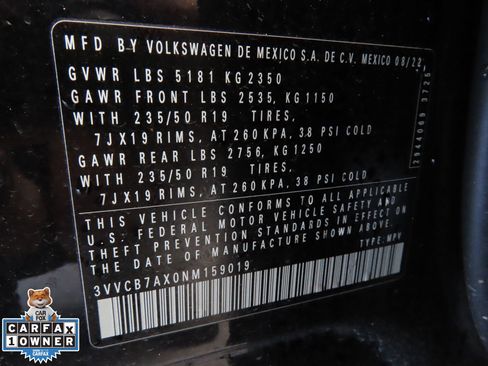 MFD BY VOLKSWAGEN DE MEXICO S.A. DE C.V. MEXICO 08/22
GVWR LBS 5181 KG 2350
GAWR FRONT LBS 2535, KG 1150
WITH 235/50 R19 TIRES,
7JX19 RIMS, AT 260 KPA, 38 PSI COLD
GAWR REAR LBS 2756, KG 1250
WITH 235/50 R19 TIRES,
7JX19 RIMS, AT 260 KPA, 38 PSI COLD
THIS VEHICLE CONFORMS TO ALL APPLICABLE
U.S. FEDERAL MOTOR VEHICLE SAFETY AND
THEFT PREVENTION STANDARDS IN EFFECT ON
THE DATE OF MANUFACTURE SHOWN ABOVE.
3VVCB7AX0NM159019
TYPE: MPV
CAR FOX
CARFAX
1 OWNER